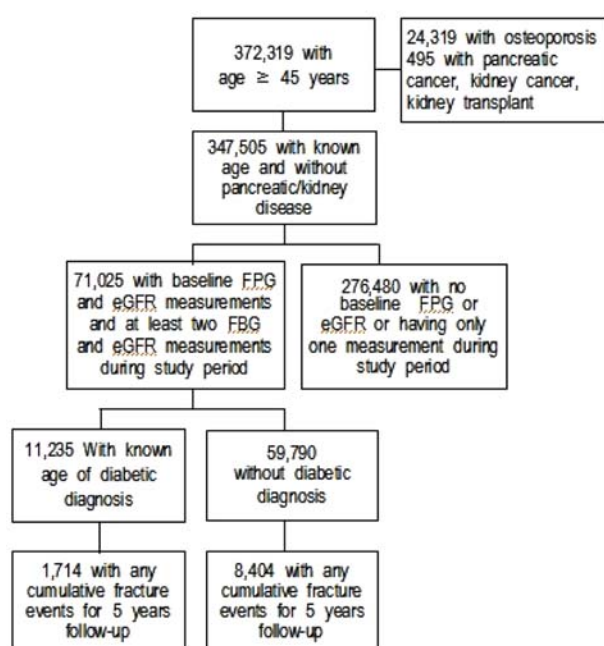 372,319 with
age ≥ 45 years
24,319 with osteoporosis
495 with pancreatic
cancer, kidney cancer,
kidney transplant
347,505 with known
age and without
pancreatic/kidney
disease
71,025 with baseline FPG
and eGFR measurements
and at least two FBG
and eGFR measurements
during study period
276,480 with no
baseline FPG or
eGFR or having only
one measurement during
study period
11,235 With known
age of diabetic
diagnosis
59,790
without diabetic
diagnosis
1,714 with any
cumulative fracture
events for 5 years
follow-up
8,404 with any
cumulative fracture
events for 5 years
follow-up